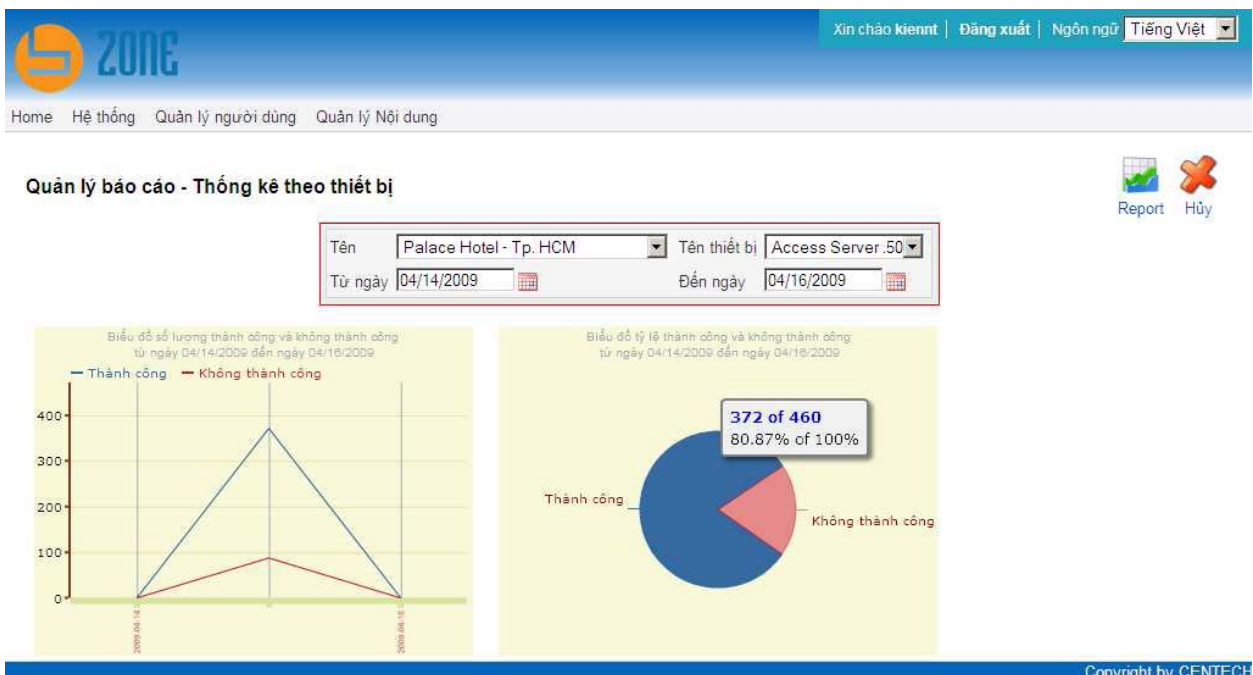 Xin chào kiennt | Đăng xuất | Ngôn ngữ Tiếng Việt
ZONE
Home Hệ thống Quản lý người dùng Quản lý Nội dung
Quản lý báo cáo - Thống kê theo thiết bị
Report Hủy
Tên Palace Hotel - Tp. HCM Tên thiết bị Access Server .50
Từ ngày 04/14/2009 Đến ngày 04/16/2009
Biểu đồ số lượng thành công và không thành công
từ ngày 04/14/2009 đến ngày 04/16/2009
Thành công Không thành công
400
300
200
100
0
2009-04-14
2009-04-16
Biểu đồ tỷ lệ thành công và không thành công
từ ngày 04/14/2009 đến ngày 04/16/2009
372 of 460
80.87% of 100%
Thành công
Không thành công
Copyright by CENTECH